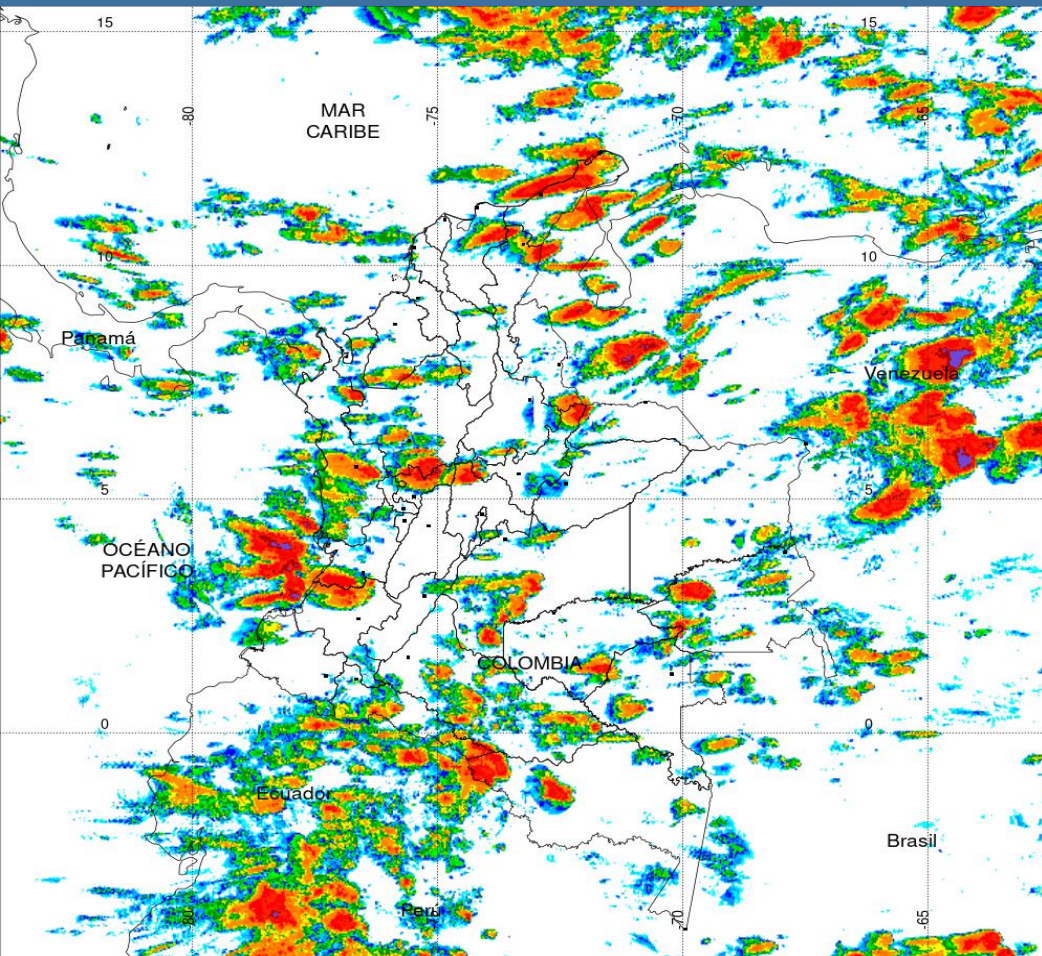 15
15
-80
-75
-70
-65
MAR
CARIBE
10
10
Panamá
Venezuela
5
5
OCÉANO
PACÍFICO
COLOMBIA
0
0
Ecuador
Brasil
Perú
-80
-70
-65